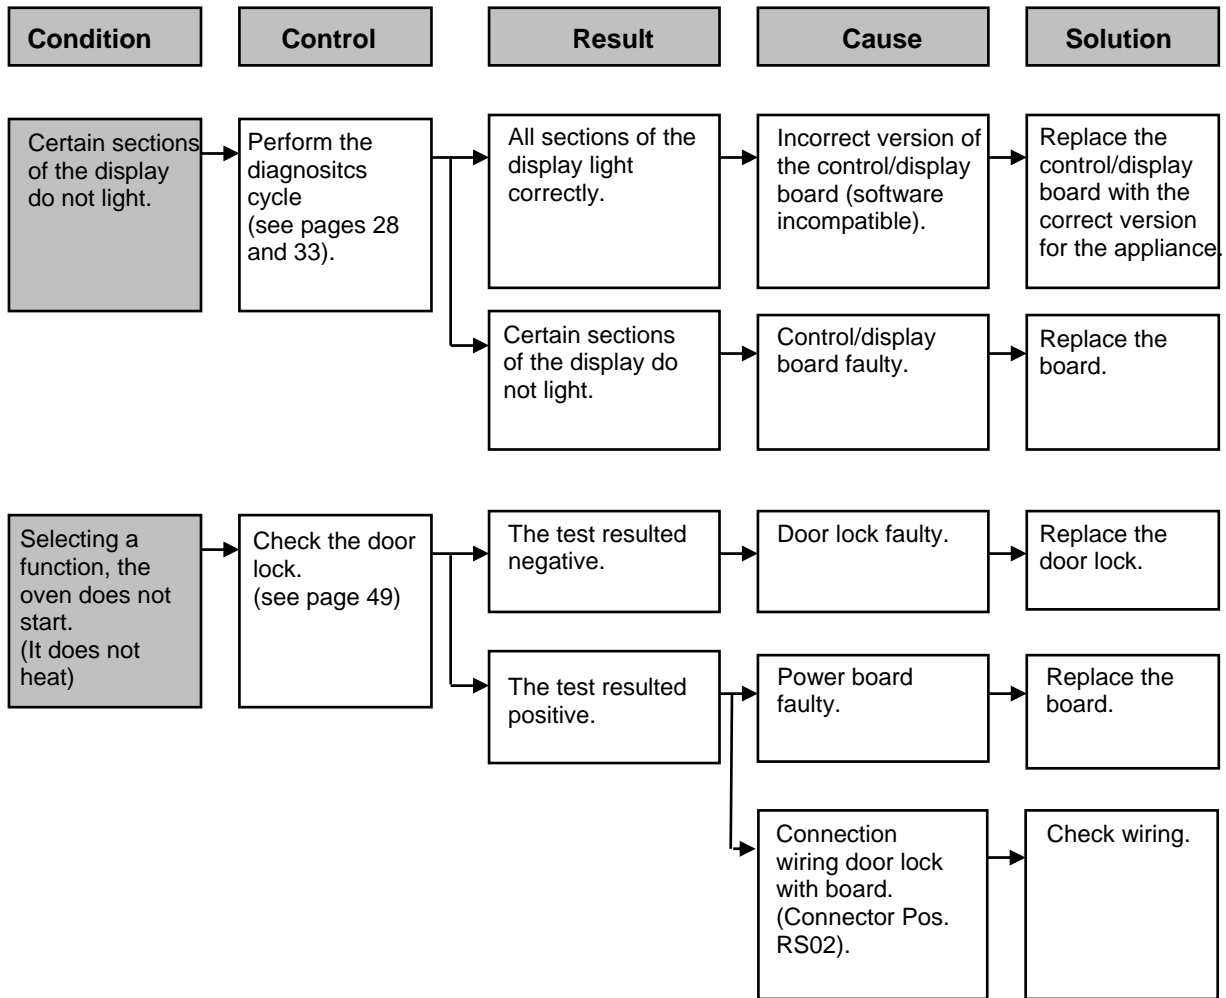 Condition
Control
Result
Cause
Solution
Certain sections
of the display
do not light.
Perform the
diagnositcs
cycle
(see pages 28
and 33).
All sections of the
display light
correctly.
Incorrect version of
the control/display
board (software
incompatible).
Replace the
control/display
board with the
correct version
for the appliance.
Certain sections
of the display do
not light.
Control/display
board faulty.
Replace the
board.
Selecting a
function, the
oven does not
start.
(It does not
heat)
Check the door
lock.
(see page 49)
The test resulted
negative.
Door lock faulty.
Replace the
door lock.
The test resulted
positive.
Power board
faulty.
Replace the
board.
Connection
wiring door lock
with board.
(Connector Pos.
RS02).
Check wiring.